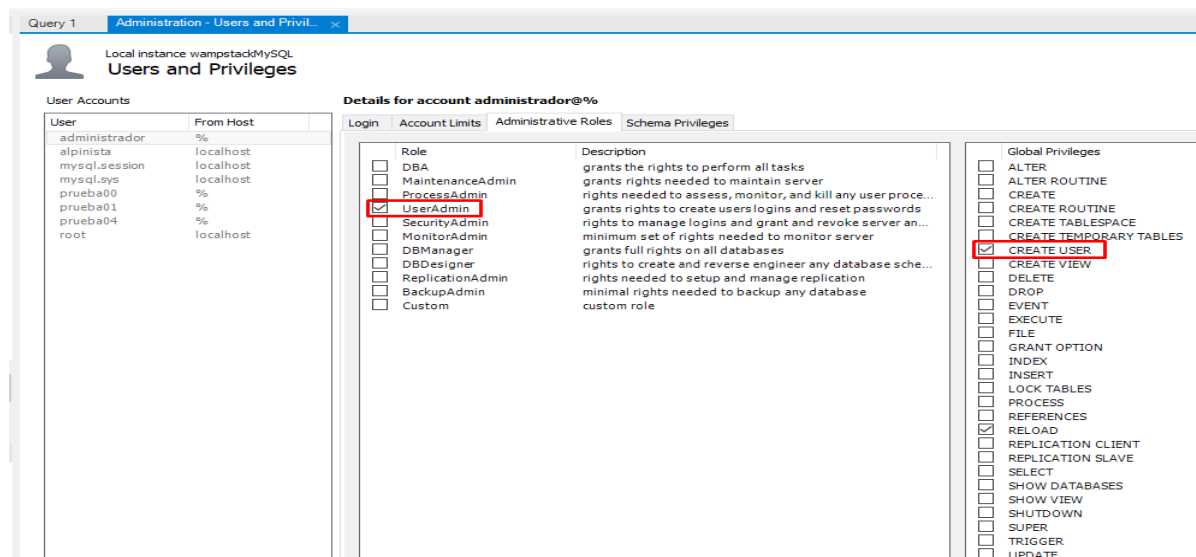 Query 1
Administration - Users and Privil...
Local instance wampstackMySQL
Users and Privileges
User Accounts
User From Host
administrador %
alpinista localhost
mysql.session localhost
mysql.sys localhost
prueba00 %
prueba01 %
prueba04 %
root localhost
Details for account administrador@%
Login Account Limits Administrative Roles Schema Privileges
Role Description
DBA grants the rights to perform all tasks
MaintenanceAdmin grants rights needed to maintain server
ProcessAdmin rights needed to assess, monitor, and kill any user proce...
UserAdmin grants rights to create users logins and reset passwords
SecurityAdmin rights to manage logins and grant and revoke server an...
MonitorAdmin minimum set of rights needed to monitor server
DBManager grants full rights on all databases
DBDesigner rights to create and reverse engineer any database sche...
ReplicationAdmin rights needed to setup and manage replication
BackupAdmin minimal rights needed to backup any database
Custom custom role
Global Privileges
ALTER
ALTER ROUTINE
CREATE
CREATE ROUTINE
CREATE TABLESPACE
CREATE TEMPORARY TABLES
CREATE USER
CREATE VIEW
DELETE
DROP
EVENT
EXECUTE
FILE
GRANT OPTION
INDEX
INSERT
LOCK TABLES
PROCESS
REFERENCES
RELOAD
REPLICATION CLIENT
REPLICATION SLAVE
SELECT
SHOW DATABASES
SHOW VIEW
SHUTDOWN
SUPER
TRIGGER
UPDATE